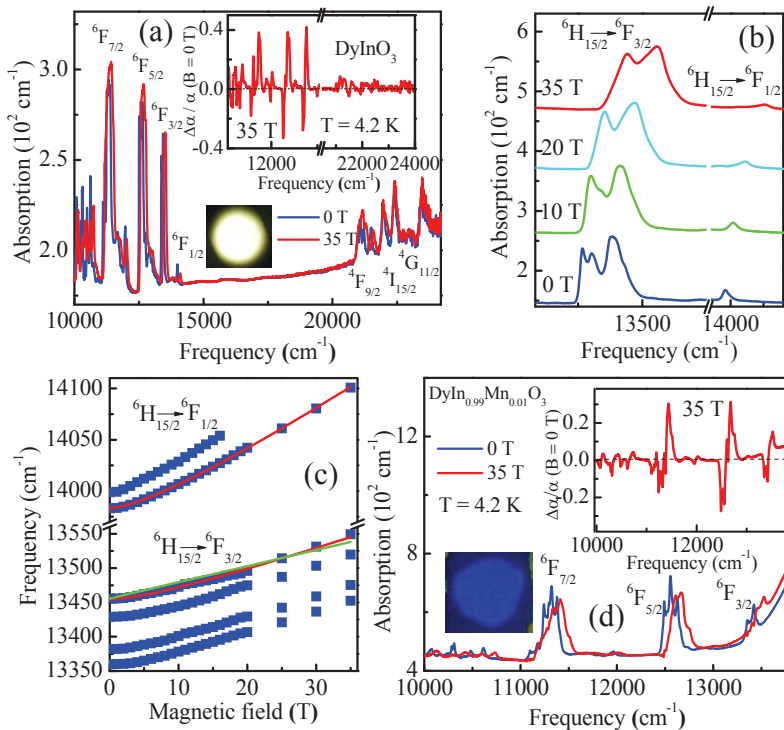 (a)
⁶F₇/₂
⁶F₅/₂
⁶F₃/₂
⁶F₁/₂
⁴F₉/₂
⁴I₁₅/₂
⁴G₁₁/₂
0 T
35 T
3.0
2.5
2.0
Absorption (10² cm⁻¹)
10000 15000 20000
Frequency (cm⁻¹)
DyInO₃
35 T
T = 4.2 K
0.4
0.0
-0.4
Δα/α (B = 0 T)
12000 22000 24000
Frequency (cm⁻¹)
(b)
⁶H₁₅/₂→⁶F₃/₂
⁶H₁₅/₂→⁶F₁/₂
35 T
20 T
10 T
0 T
6
5
4
3
2
Absorption (10² cm⁻¹)
13500 14000
Frequency (cm⁻¹)
(c)
⁶H₁₅/₂→⁶F₁/₂
⁶H₁₅/₂→⁶F₃/₂
14100
14050
14000
13550
13500
13450
13400
13350
Frequency (cm⁻¹)
0 10 20 30
Magnetic field (T)
(d)
DyIn₀.₉₉Mn₀.₀₁O₃
0 T
35 T
T = 4.2 K
⁶F₇/₂
⁶F₅/₂
⁶F₃/₂
12
8
4
Absorption (10² cm⁻¹)
10000 11000 12000 13000
Frequency (cm⁻¹)
35 T
0.2
0.0
-0.2
Δα/α (B = 0 T)
10000 12000
Frequency (cm⁻¹)